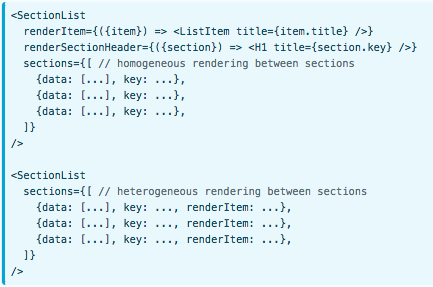 <SectionList
  renderItem={({item}) => <ListItem title={item.title} />}
  renderSectionHeader={({section}) => <H1 title={section.key} />}
  sections={[ // homogeneous rendering between sections
    {data: [...], key: ...},
    {data: [...], key: ...},
    {data: [...], key: ...},
  ]}
/>

<SectionList
  sections={[ // heterogeneous rendering between sections
    {data: [...], key: ..., renderItem: ...},
    {data: [...], key: ..., renderItem: ...},
    {data: [...], key: ..., renderItem: ...},
  ]}
/>